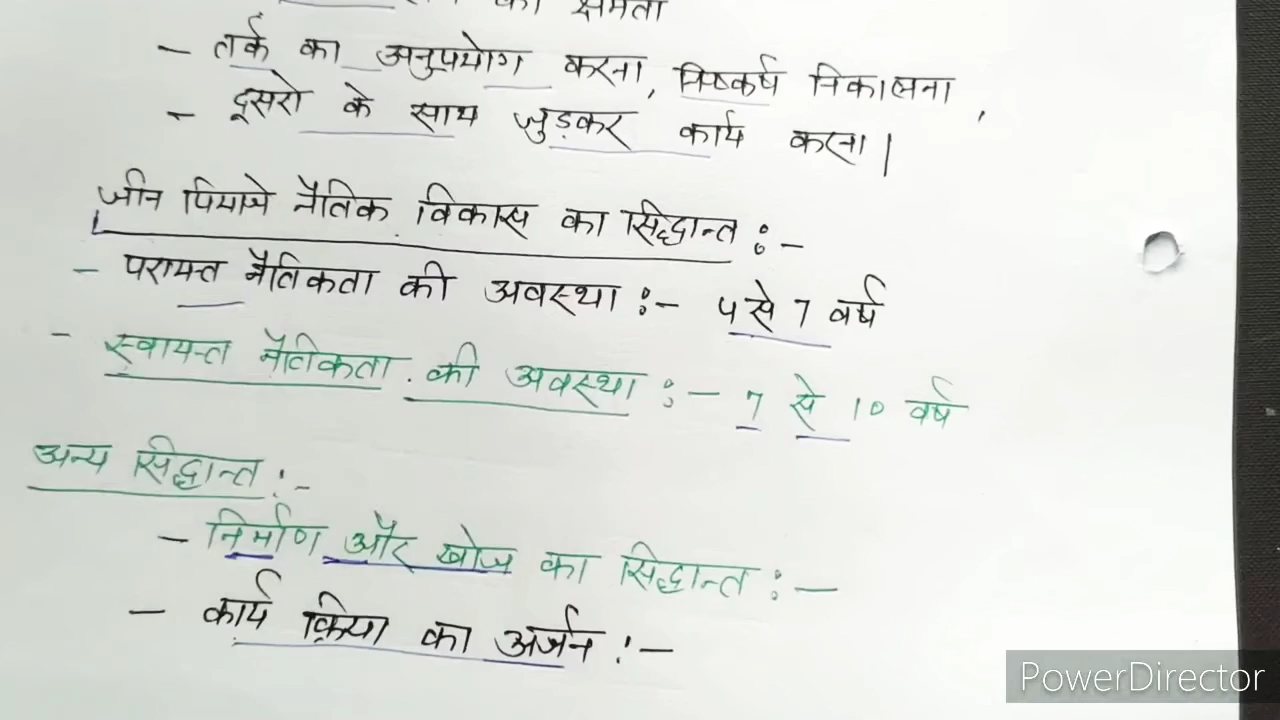 की क्षमता
- तर्क का अनुपयोग करना, निष्कर्ष निकालना,
- दूसरो के साथ जुड़कर कार्य करना।
जीन पियाजे नैतिक विकास का सिद्धान्त :-
- परायत्त नैतिकता की अवस्था :- 4 से 7 वर्ष
- स्वायत्त नैतिकता की अवस्था :- 7 से 10 वर्ष
अन्य सिद्धान्त :-
- निर्माण और खोज का सिद्धान्त :-
- कार्य क्रिया का अर्जन :-
PowerDirector